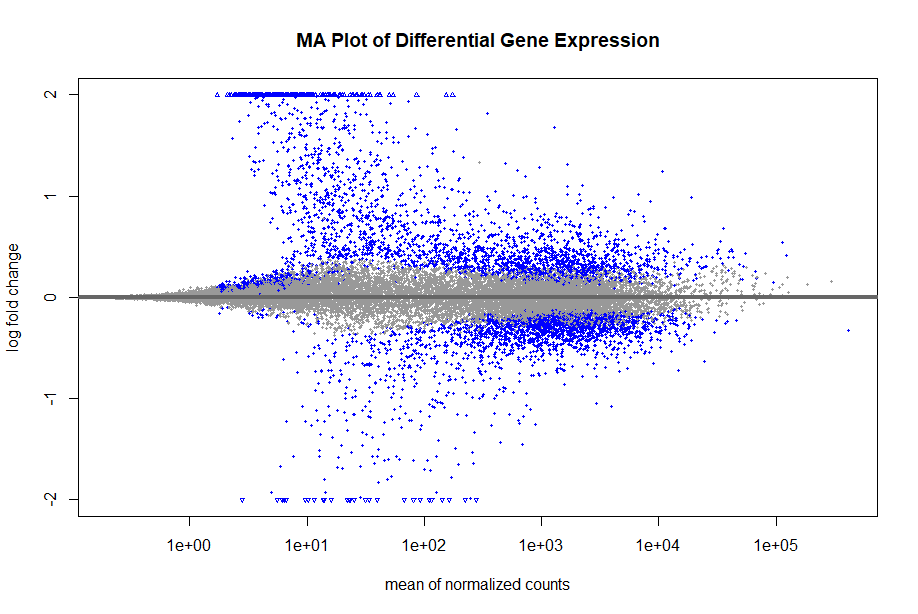 MA Plot of Differential Gene Expression
log fold change
2
1
0
-1
-2
1e+00 1e+01 1e+02 1e+03 1e+04 1e+05
mean of normalized counts